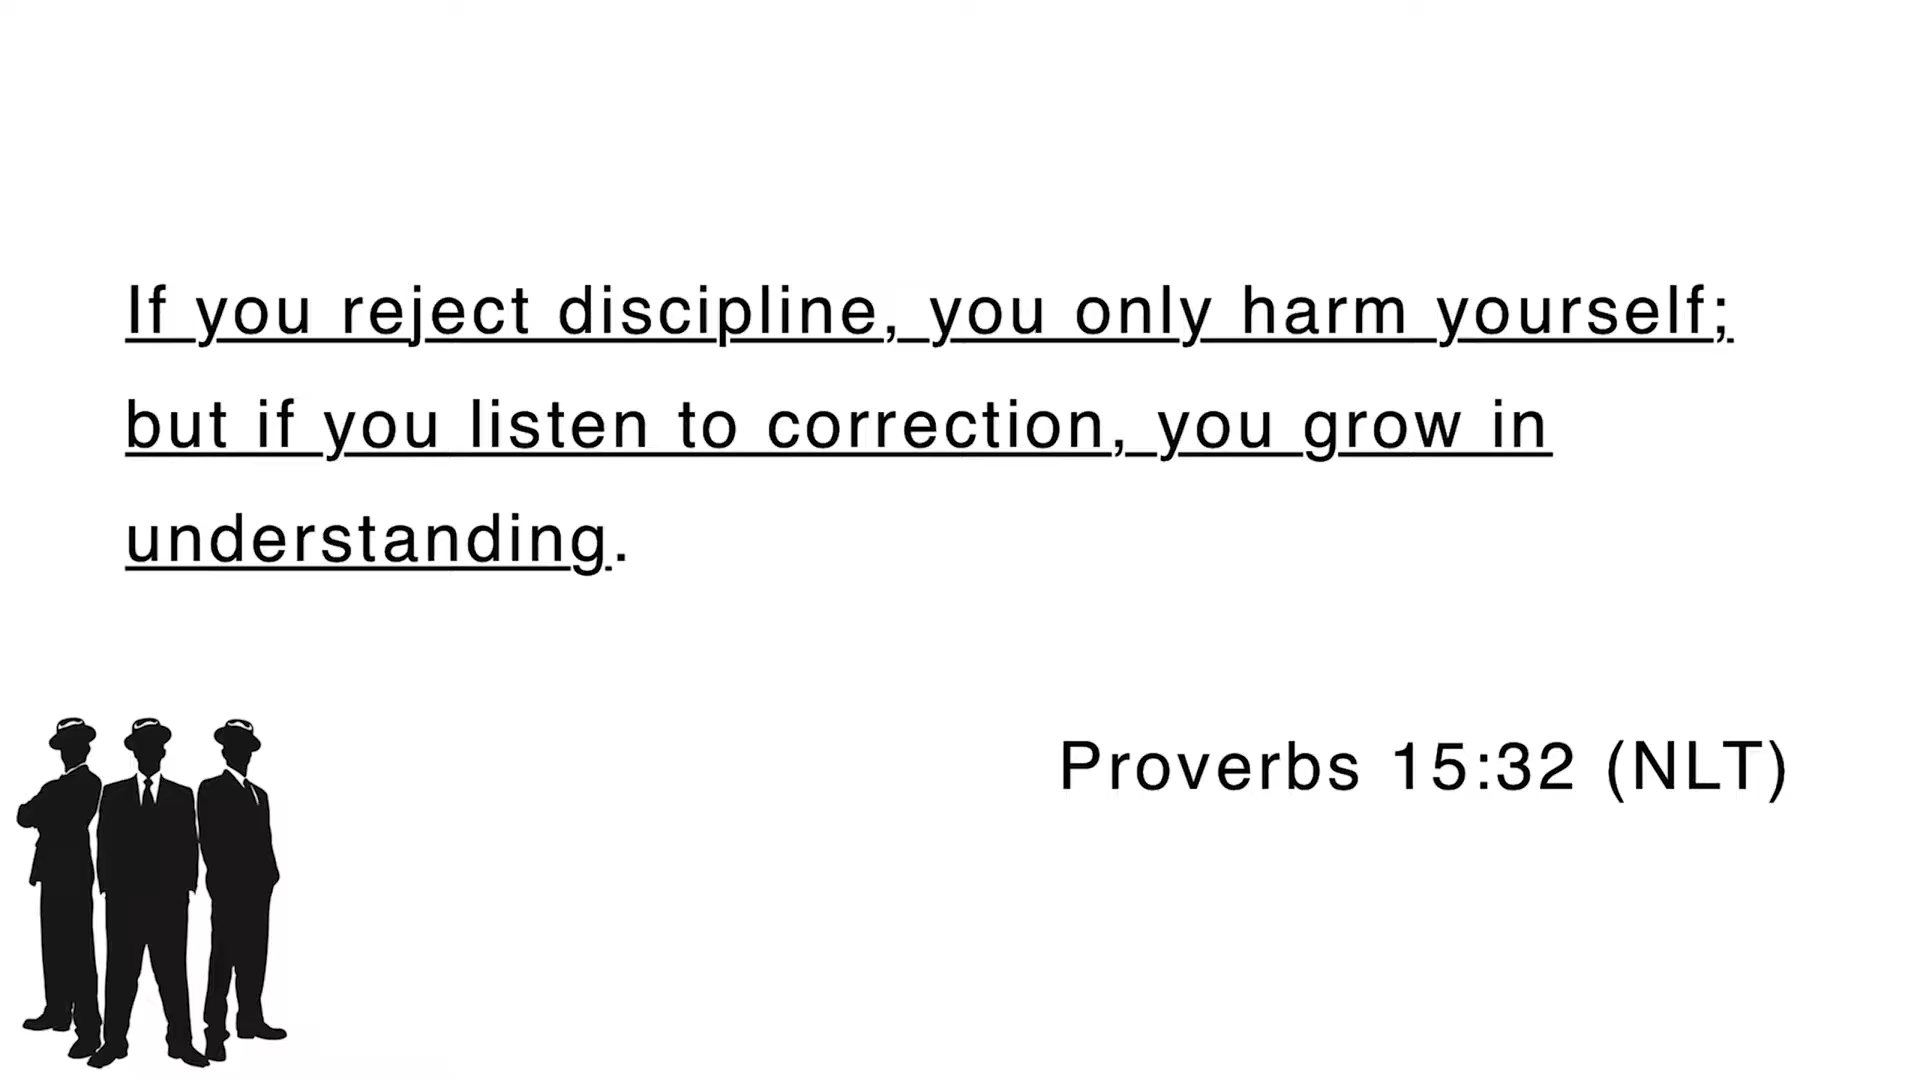 If you reject discipline, you only harm yourself;
but if you listen to correction, you grow in
understanding.
Proverbs 15:32 (NLT)